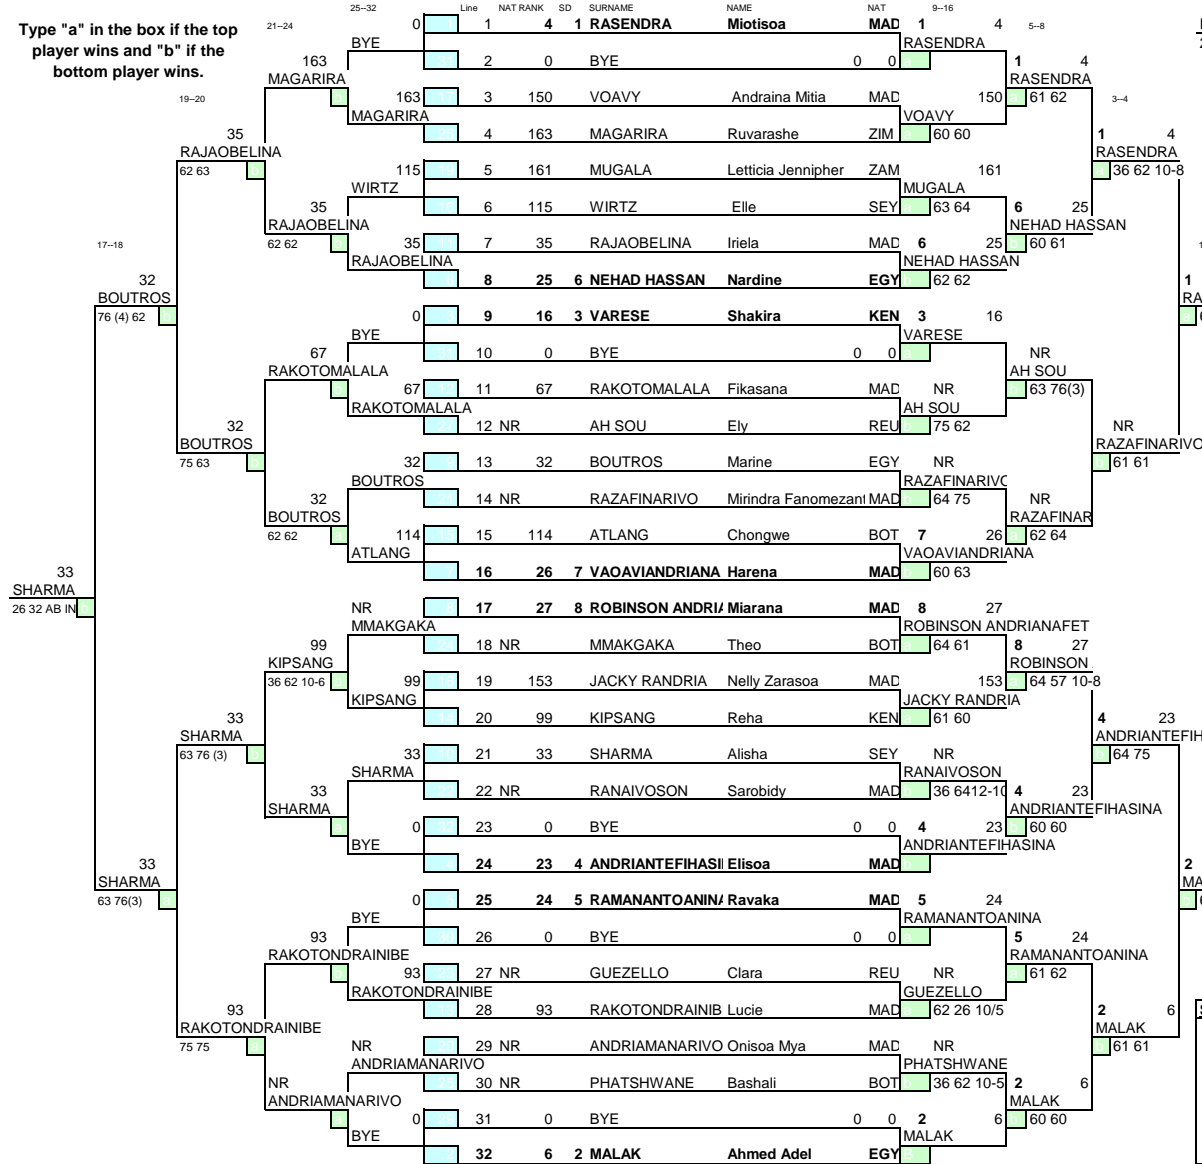 25--32 Line NAT RANK SD SURNAME NAME NAT 9--16
Type "a" in the box if the top
player wins and "b" if the
bottom player wins.
21--24 5--8
0 1 4 1 RASENDRA Miotisoa MAD 1 4
BYE RASENDRA
163 2 0 BYE 0 0 a 1 4
MAGARIRA RASENDRA
19--20 b 163 3 150 VOAVY Andraina Mitia MAD 150 a 61 62 3--4
MAGARIRA VOAVY
35 4 163 MAGARIRA Ruvarashe ZIM a 60 60 1 4
RAJAOBELINA RASENDRA
62 63 b 115 5 161 MUGALA Letticia Jennipher ZAM 161 a 36 62 10-8
WIRTZ MUGALA
35 6 115 WIRTZ Elle SEY a 63 64 6 25
RAJAOBELINA NEHAD HASSAN
17--18 62 62 b 35 7 35 RAJAOBELINA Iriela MAD 6 25 b 60 61
RAJAOBELINA NEHAD HASSAN
32 8 25 6 NEHAD HASSAN Nardine EGY b 62 62 1
BOUTROS RA
76 (4) 62 b 0 9 16 3 VARESE Shakira KEN 3 16
BYE VARESE
67 10 0 BYE 0 0 a NR
RAKOTOMALALA AH SOU
b 67 11 67 RAKOTOMALALA Fikasana MAD NR b 63 76(3)
RAKOTOMALALA AH SOU
32 12 NR AH SOU Ely REU b 75 62 NR
BOUTROS RAZAFINARIVO
75 63 b 32 13 32 BOUTROS Marine EGY NR b 61 61
BOUTROS RAZAFINARIVO
32 14 NR RAZAFINARIVO Mirindra Fanomezant MAD b 64 75 NR
BOUTROS RAZAFINAR
62 62 a 114 15 114 ATLANG Chongwe BOT 7 26 a 62 64
ATLANG VAOAVIANDRIANA
33 16 26 7 VAOAVIANDRIANA Harena MAD b 60 63
SHARMA
26 32 AB IN b NR 17 27 8 ROBINSON ANDRIA Miarana MAD 8 27
MMAKGAKA ROBINSON ANDRIANAFET
99 18 NR MMAKGAKA Theo BOT a 64 61 8 27
KIPSANG ROBINSON
36 62 10-6 b 99 19 153 JACKY RANDRIA Nelly Zarasoa MAD 153 a 64 57 10-8
KIPSANG JACKY RANDRIA
33 20 99 KIPSANG Reha KEN a 61 60 4 23
SHARMA ANDRIANTEFIH
63 76 (3) b 33 21 33 SHARMA Alisha SEY NR b 64 75
SHARMA RANAIVOSON
33 22 NR RANAIVOSON Sarobidy MAD b 36 6412-10 4 23
SHARMA ANDRIANTEFIHASINA
a 0 23 0 BYE 0 0 4 23 b 60 60
BYE ANDRIANTEFIHASINA
33 24 23 4 ANDRIANTEFIHASI Elisoa MAD b 2
SHARMA MA
63 76(3) a 0 25 24 5 RAMANANTOANINA Ravaka MAD 5 24
BYE RAMANANTOANINA
93 26 0 BYE 0 0 a 5 24
RAKOTONDRAINIBE RAMANANTOANINA
b 93 27 NR GUEZELLO Clara REU NR a 61 62
RAKOTONDRAINIBE GUEZELLO
93 28 93 RAKOTONDRAINIB Lucie MAD a 62 26 10/5 2 6
RAKOTONDRAINIBE MALAK
75 75 a NR 29 NR ANDRIAMANARIVO Onisoa Mya MAD NR b 61 61
ANDRIAMANARIVO PHATSHWANE
NR 30 NR PHATSHWANE Bashali BOT b 36 62 10-5 2 6
ANDRIAMANARIVO MALAK
a 0 31 0 BYE 0 0 2 6 b 60 60
BYE MALAK
32 6 2 MALAK Ahmed Adel EGY B